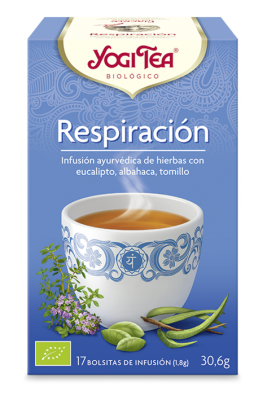 YOGI TEA
BIOLÓGICO
Respiración
Infusión ayurvédica de hierbas con
eucalipto, albahaca, tomillo
17 BOLSITAS DE INFUSIÓN (1,8g) 30,6g